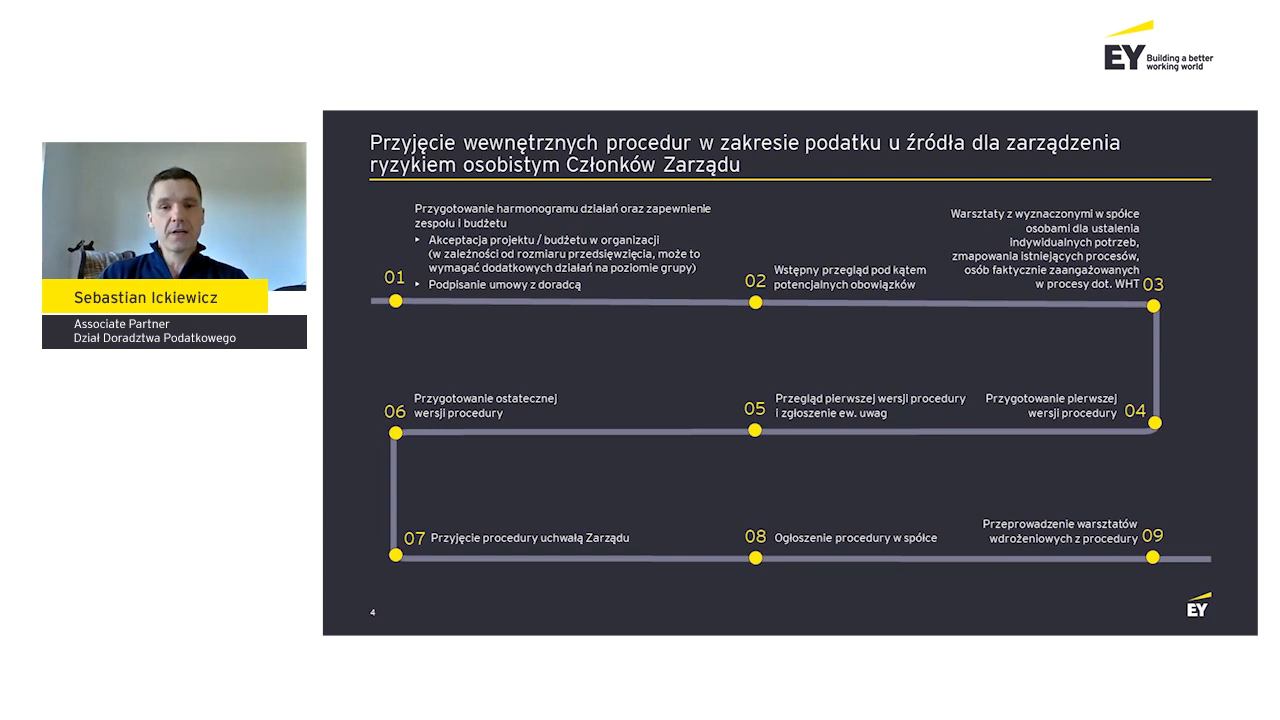 EY
Building a better
working world
Sebastian Ickiewicz
Associate Partner
Dział Doradztwa Podatkowego
Przyjęcie wewnętrznych procedur w zakresie podatku u źródła dla zarządzenia
ryzykiem osobistym Członków Zarządu
01
Przygotowanie harmonogramu działań oraz zapewnienie
zespołu i budżetu
‣ Akceptacja projektu / budżetu w organizacji
(w zależności od rozmiaru przedsięwzięcia, może to
wymagać dodatkowych działań na poziomie grupy)
‣ Podpisanie umowy z doradcą
02
Wstępny przegląd pod kątem
potencjalnych obowiązków
Warsztaty z wyznaczonymi w spółce
osobami dla ustalenia
indywidualnych potrzeb,
zmapowania istniejących procesów,
osób faktycznie zaangażowanych
w procesy dot. WHT
03
Przygotowanie pierwszej
wersji procedury
04
05
Przegląd pierwszej wersji procedury
i zgłoszenie ew. uwag
06
Przygotowanie ostatecznej
wersji procedury
07 Przyjęcie procedury uchwałą Zarządu
08 Ogłoszenie procedury w spółce
Przeprowadzenie warsztatów
wdrożeniowych z procedury
09
4
EY